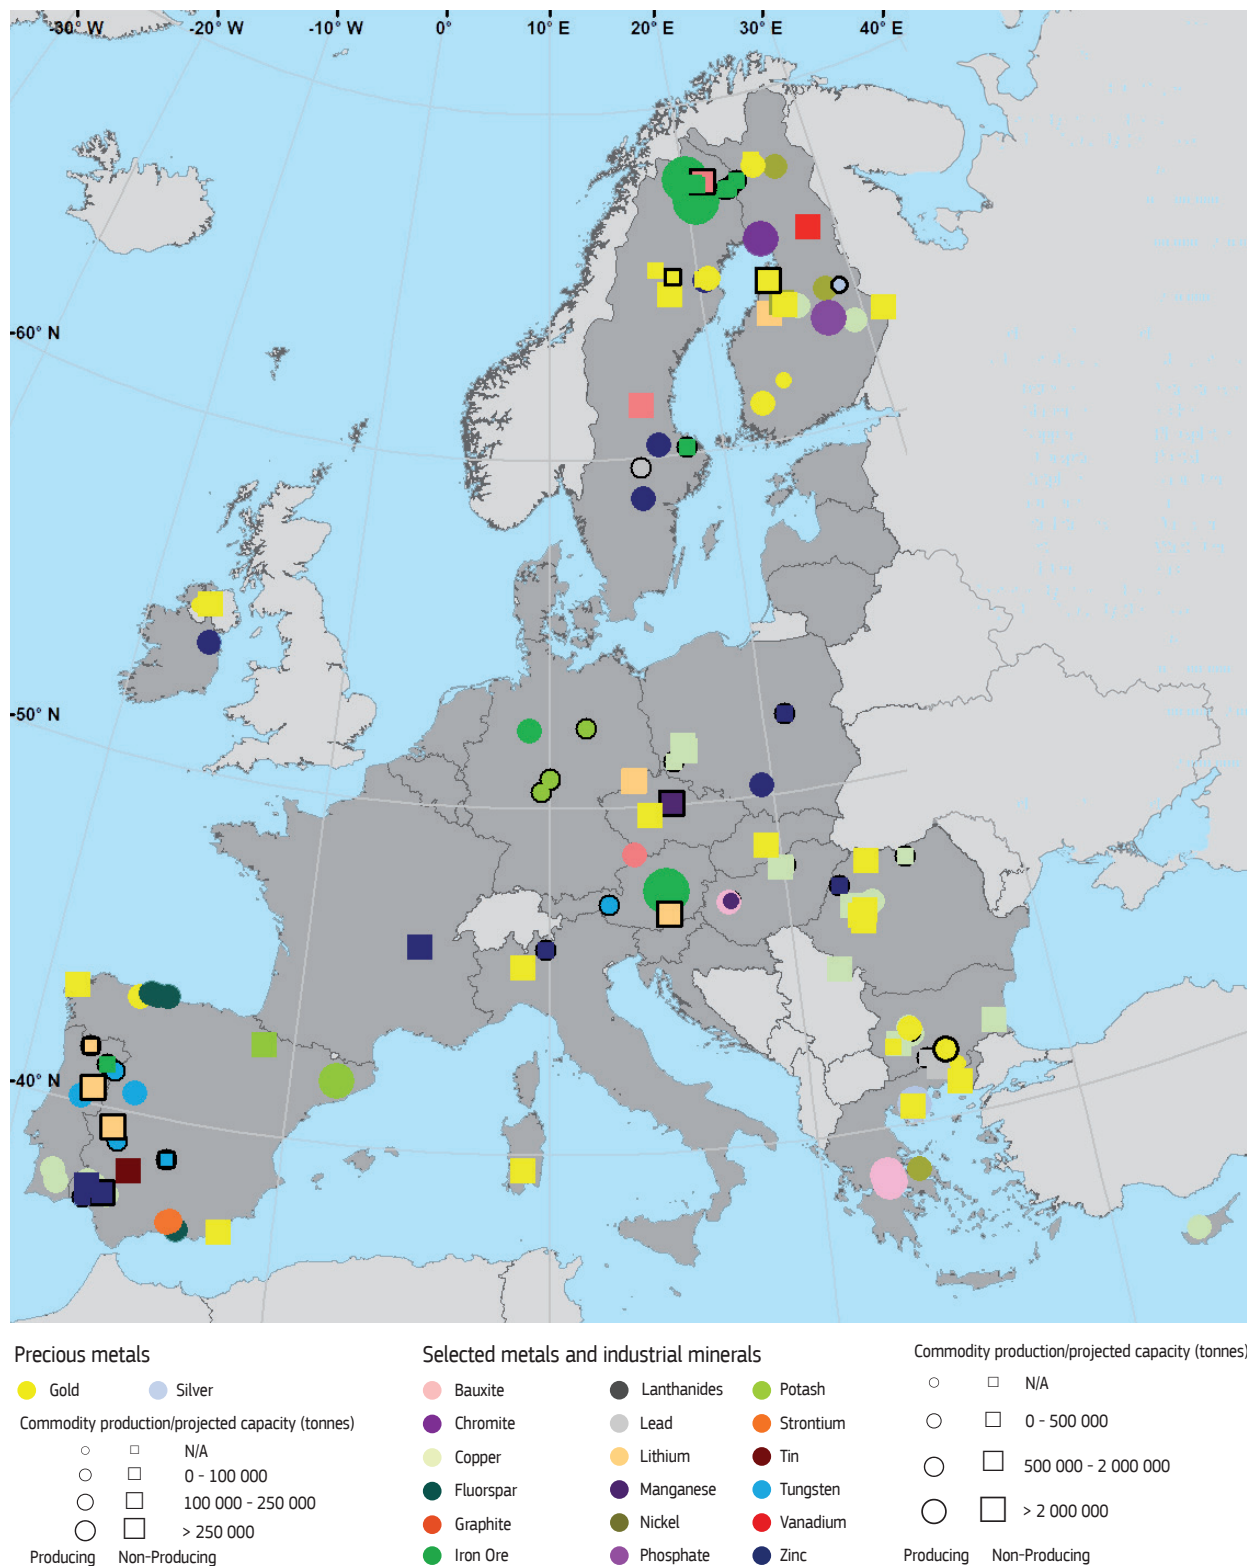 -30° W -20° W -10° W 0° 10° E 20° E 30° E 40° E
60° N
50° N
40° N
Precious metals
Gold Silver
Commodity production/projected capacity (tonnes)
N/A
0 - 100 000
100 000 - 250 000
> 250 000
Producing Non-Producing
Selected metals and industrial minerals
Bauxite Lanthanides Potash
Chromite Lead Strontium
Copper Lithium Tin
Fluorspar Manganese Tungsten
Graphite Nickel Vanadium
Iron Ore Phosphate Zinc
Commodity production/projected capacity (tonnes)
N/A
0 - 500 000
500 000 - 2 000 000
> 2 000 000
Producing Non-Producing